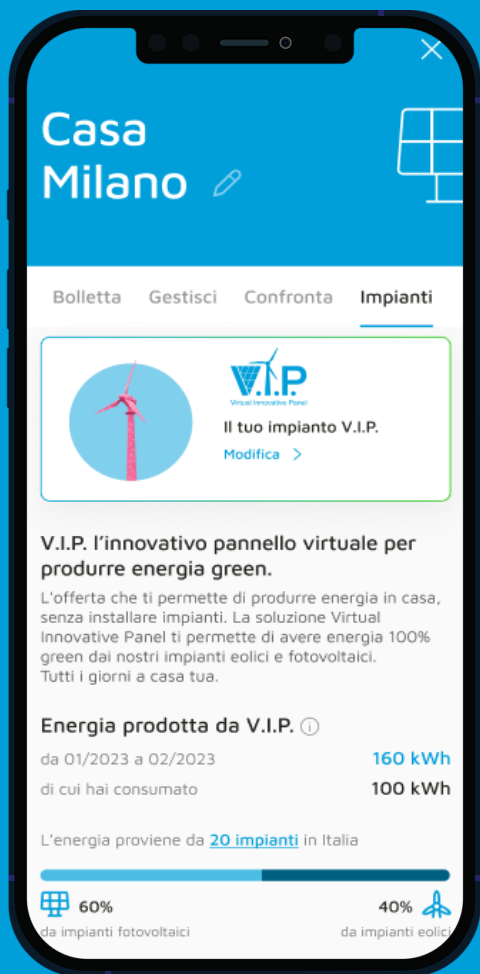 Casa
Milano
Bolletta Gestisci Confronta Impianti
V.I.P
Virtual Innovative Panel
Il tuo impianto V.I.P.
Modifica >
V.I.P. l'innovativo pannello virtuale per
produrre energia green.
L'offerta che ti permette di produrre energia in casa,
senza installare impianti. La soluzione Virtual
Innovative Panel ti permette di avere energia 100%
green dai nostri impianti eolici e fotovoltaici.
Tutti i giorni a casa tua.
Energia prodotta da V.I.P.
da 01/2023 a 02/2023 160 kWh
di cui hai consumato 100 kWh
L'energia proviene da 20 impianti in Italia
60% 40%
da impianti fotovoltaici da impianti eolici